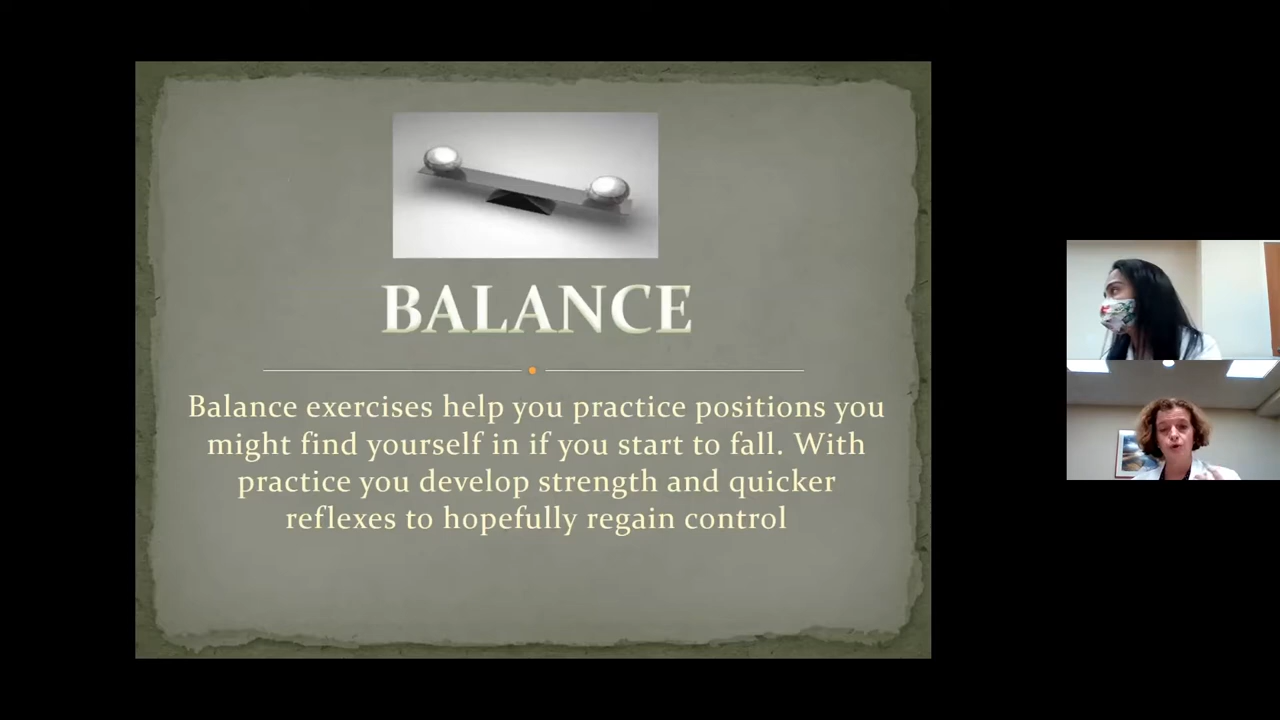 BALANCE
Balance exercises help you practice positions you
might find yourself in if you start to fall. With
practice you develop strength and quicker
reflexes to hopefully regain control